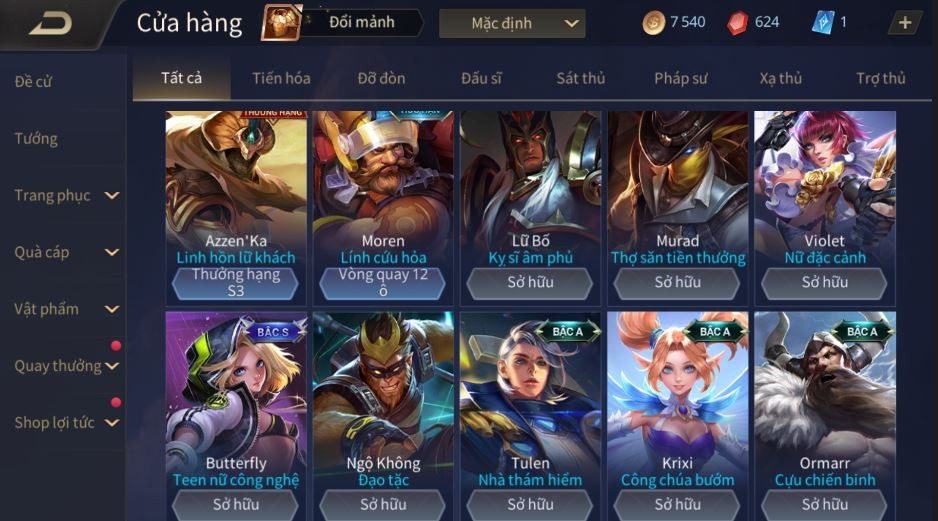 Cửa hàng
Đổi mảnh
Mặc định
7 540
624
1
+
Đề cử
Tướng
Trang phục
Quà cáp
Vật phẩm
Quay thưởng
Shop lợi tức
Tất cả
Tiến hóa
Đỡ đòn
Đấu sĩ
Sát thủ
Pháp sư
Xạ thủ
Trợ thủ
THƯỜNG HẠNG
Azzen'Ka
Linh hồn lữ khách
Thưởng hạng
S3
Moren
Lính cứu hỏa
Vòng quay 12
ô
Lữ Bố
Kỵ sĩ âm phủ
Sở hữu
Murad
Thợ săn tiền thưởng
Sở hữu
Violet
Nữ đặc cảnh
Sở hữu
BẬC S
Butterfly
Teen nữ công nghệ
Sở hữu
Ngộ Không
Đạo tặc
Sở hữu
BẬC A
Tulen
Nhà thám hiểm
Sở hữu
BẬC A
Krixi
Công chúa bướm
Sở hữu
BẬC A
Ormarr
Cựu chiến binh
Sở hữu